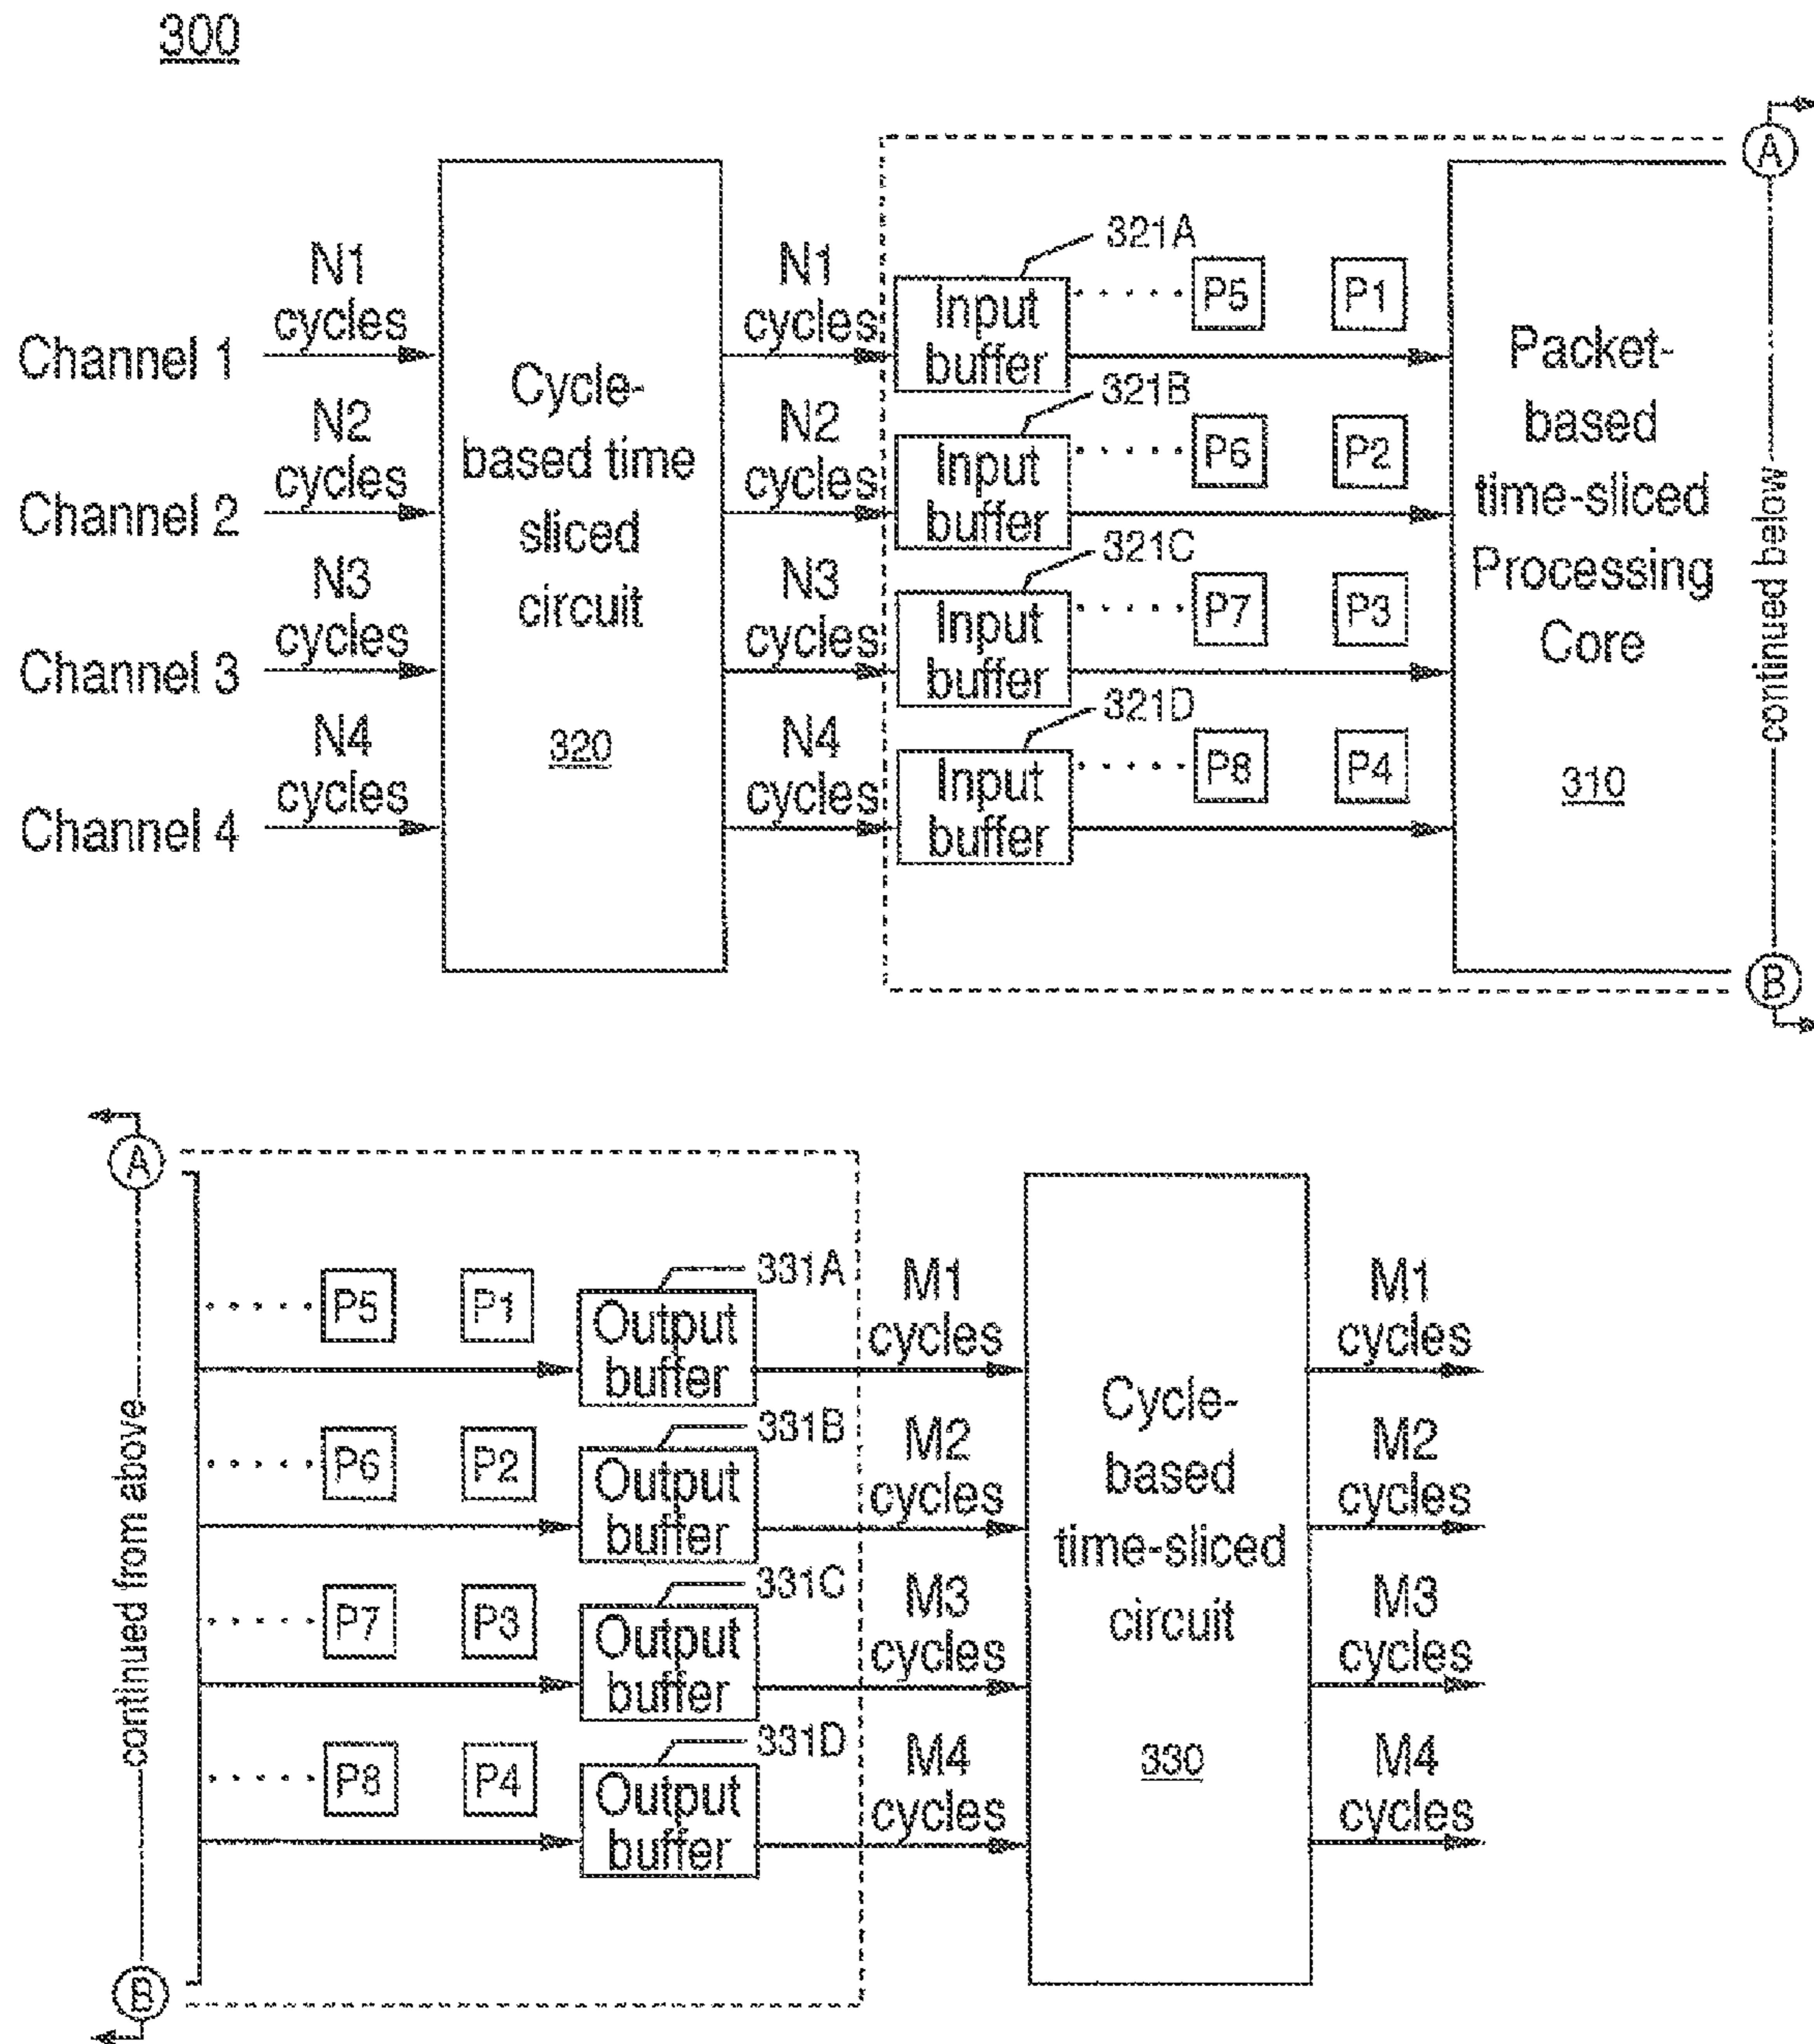 300
A
N1
cycles
N1
cycles
321A
Input
buffer
P5
P1
Channel 1
N2
cycles
N2
cycles
321B
Input
buffer
P6
P2
Channel 2
N3
cycles
N3
cycles
321C
Input
buffer
P7
P3
Channel 3
N4
cycles
N4
cycles
321D
Input
buffer
P8
P4
Channel 4
Cycle-
based time
sliced
circuit
320
Packet-
based
time-sliced
Processing
Core
310
continued below
B
A
continued from above
P5
P1
331A
Output
buffer
M1
cycles
M1
cycles
P6
P2
331B
Output
buffer
M2
cycles
M2
cycles
P7
P3
331C
Output
buffer
M3
cycles
M3
cycles
P8
P4
331D
Output
buffer
M4
cycles
M4
cycles
Cycle-
based
time-sliced
circuit
330
B